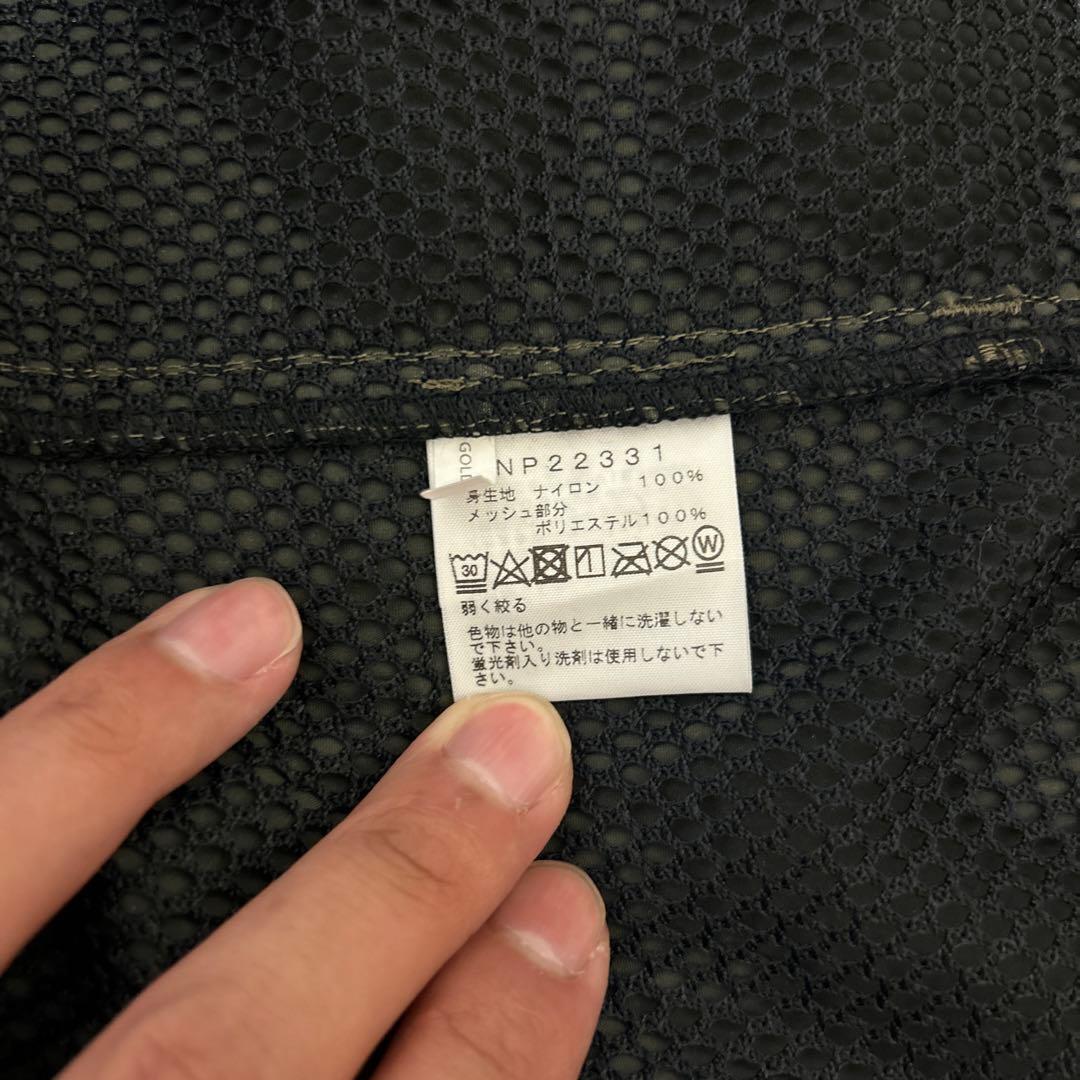 GOL
NP22331
身生地 ナイロン 100%
メッシュ部分
ポリエステル100%
30 W
弱く絞る
色物は他の物と一緒に洗濯しない
で下さい。
蛍光剤入り洗剤は使用しないで下
さい。